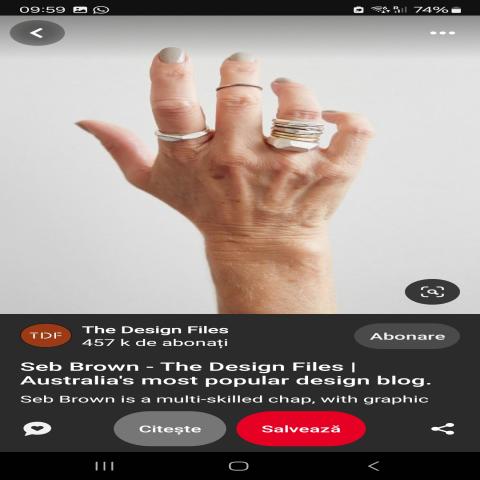 09:59
74%
TDF
The Design Files
457 k de abonați
Abonare
Seb Brown - The Design Files |
Australia's most popular design blog.
Seb Brown is a multi-skilled chap, with graphic
Citește
Salvează